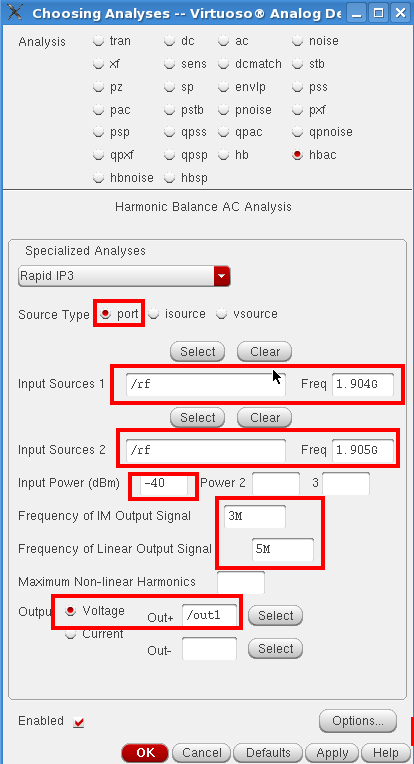 Choosing Analyses -- Virtuoso® Analog De
Analysis tran dc ac noise
xf sens dcmatch stb
pz sp envlp pss
pac pstb pnoise pxf
psp qpss qpac qpnoise
qpxf qpsp hb hbac
hbnoise hbsp
Harmonic Balance AC Analysis
Specialized Analyses
Rapid IP3
Source Type port isource vsource
Select Clear
Input Sources 1 /rf Freq 1.904G
Select Clear
Input Sources 2 /rf Freq 1.905G
Input Power (dBm) -40 Power 2 3
Frequency of IM Output Signal 3M
Frequency of Linear Output Signal 5M
Maximum Non-linear Harmonics
Outpu Voltage Out+ /out1 Select
Current
Out- Select
Enabled Options...
OK Cancel Defaults Apply Help